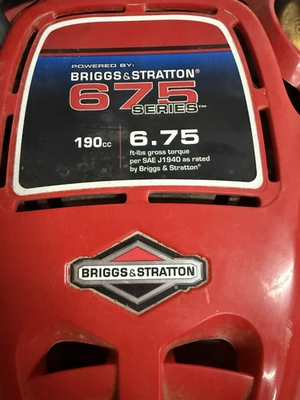 POWERED BY:
BRIGGS&STRATTON®
675
SERIES™
190cc 6.75
ft-lbs gross torque
per SAE J1940 as rated
by Briggs & Stratton®
BRIGGS&STRATTON